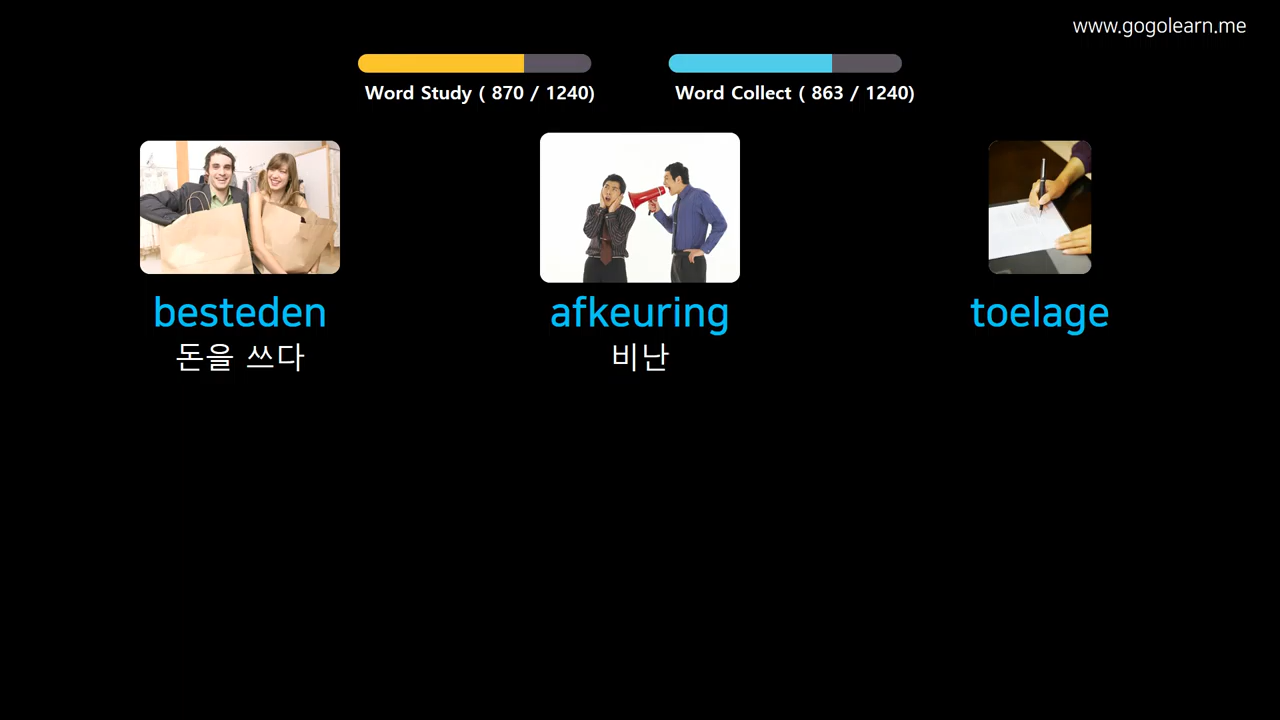 www.gogolearn.me
Word Study ( 870 / 1240)
Word Collect ( 863 / 1240)
besteden
돈을 쓰다
afkeuring
비난
toelage